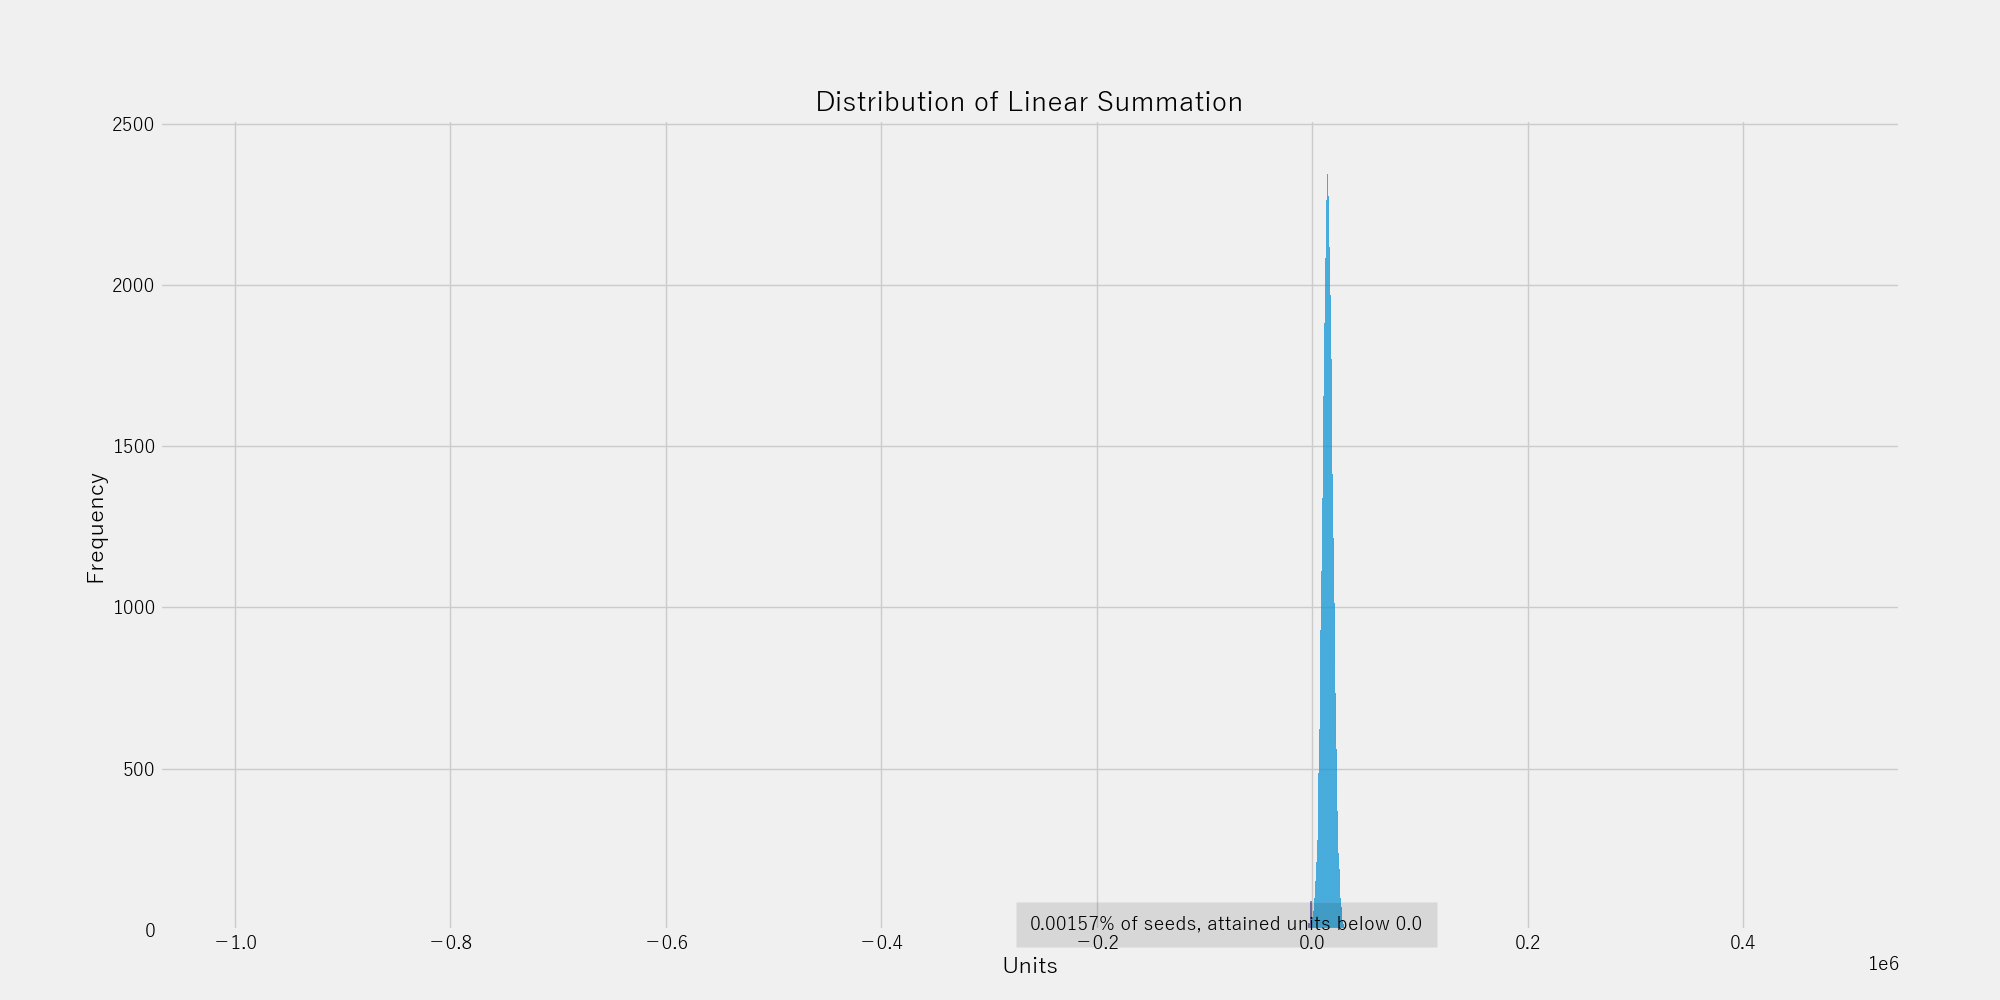 Distribution of Linear Summation
2500
2000
1500
1000
500
0
Frequency
0.00157% of seeds, attained units below 0.0
−1.0 −0.8 −0.6 −0.4 −0.2 0.0 0.2 0.4
Units
1e6